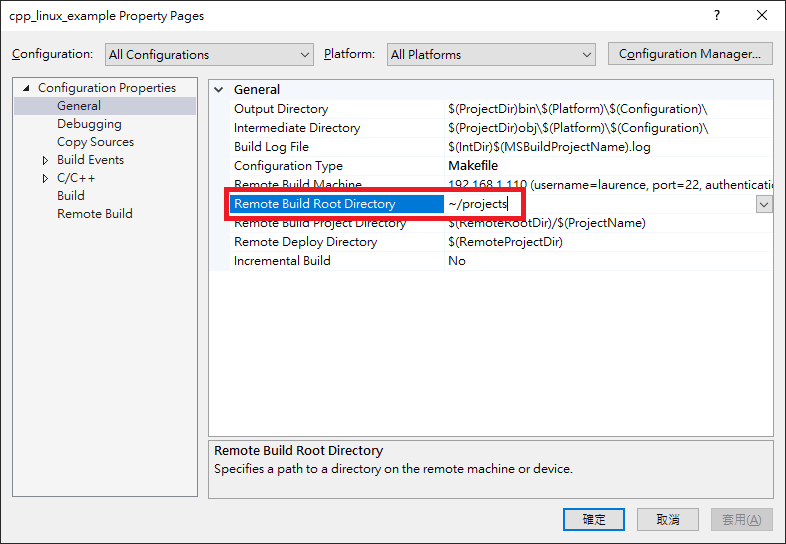 cpp_linux_example Property Pages
Configuration: All Configurations Platform: All Platforms Configuration Manager...
Configuration Properties
General
Debugging
Copy Sources
Build Events
C/C++
Build
Remote Build
General
Output Directory $(ProjectDir)bin\$(Platform)\$(Configuration)\
Intermediate Directory $(ProjectDir)obj\$(Platform)\$(Configuration)\
Build Log File $(IntDir)$(MSBuildProjectName).log
Configuration Type Makefile
Remote Build Machine 192.168.1.110 (username=laurence, port=22, authenticatio
Remote Build Root Directory ~/projects
Remote Build Project Directory $(RemoteRootDir)/$(ProjectName)
Remote Deploy Directory $(RemoteProjectDir)
Incremental Build No
Remote Build Root Directory
Specifies a path to a directory on the remote machine or device.
確定 取消 套用(A)